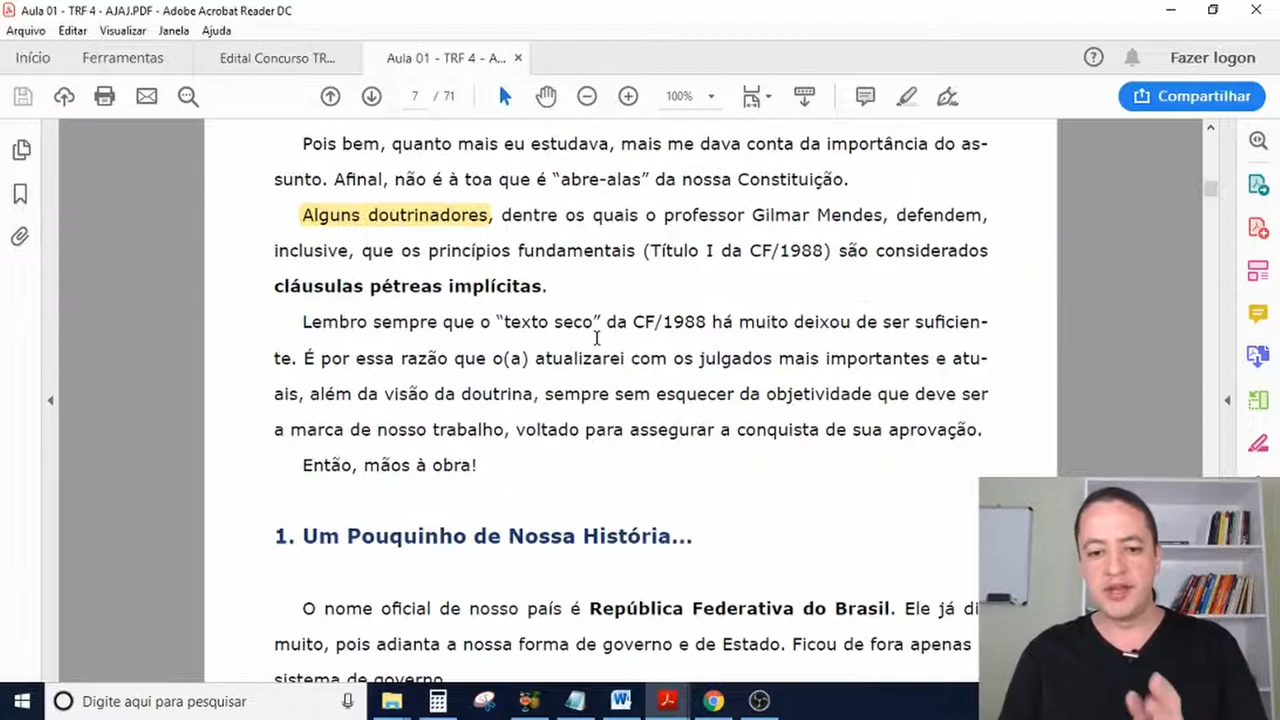 Aula 01 - TRF 4 - AJAJ.PDF - Adobe Acrobat Reader DC
Arquivo Editar Visualizar Janela Ajuda
Início Ferramentas Edital Concurso TR... Aula 01 - TRF 4 - A... × Fazer logon
7 / 71 100% Compartilhar
Pois bem, quanto mais eu estudava, mais me dava conta da importância do as-
sunto. Afinal, não é à toa que é “abre-alas” da nossa Constituição.
Alguns doutrinadores, dentre os quais o professor Gilmar Mendes, defendem,
inclusive, que os princípios fundamentais (Título I da CF/1988) são considerados
cláusulas pétreas implícitas.
Lembro sempre que o “texto seco” da CF/1988 há muito deixou de ser suficien-
te. É por essa razão que o(a) atualizarei com os julgados mais importantes e atu-
ais, além da visão da doutrina, sempre sem esquecer da objetividade que deve ser
a marca de nosso trabalho, voltado para assegurar a conquista de sua aprovação.
Então, mãos à obra!
1. Um Pouquinho de Nossa História...
O nome oficial de nosso país é República Federativa do Brasil. Ele já di
muito, pois adianta a nossa forma de governo e de Estado. Ficou de fora apenas
sistema de governo
Digite aqui para pesquisar